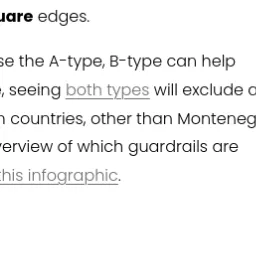 uare edges.
se the A-type, B-type can help
, seeing both types will exclude
countries, other than Monteneg
verview of which guardrails are
this infographic.